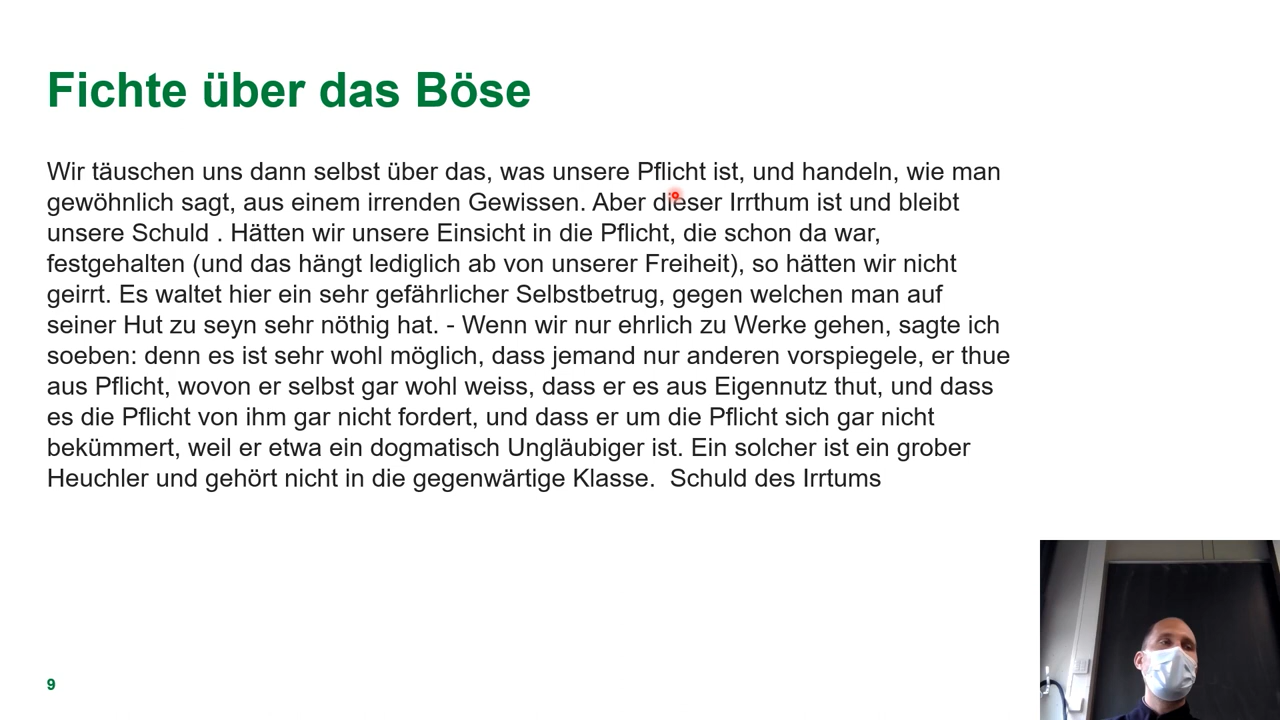 Fichte über das Böse
Wir täuschen uns dann selbst über das, was unsere Pflicht ist, und handeln, wie man
gewöhnlich sagt, aus einem irrenden Gewissen. Aber dieser Irrthum ist und bleibt
unsere Schuld . Hätten wir unsere Einsicht in die Pflicht, die schon da war,
festgehalten (und das hängt lediglich ab von unserer Freiheit), so hätten wir nicht
geirrt. Es waltet hier ein sehr gefährlicher Selbstbetrug, gegen welchen man auf
seiner Hut zu seyn sehr nöthig hat. - Wenn wir nur ehrlich zu Werke gehen, sagte ich
soeben: denn es ist sehr wohl möglich, dass jemand nur anderen vorspiegele, er thue
aus Pflicht, wovon er selbst gar wohl weiss, dass er es aus Eigennutz thut, und dass
es die Pflicht von ihm gar nicht fordert, und dass er um die Pflicht sich gar nicht
bekümmert, weil er etwa ein dogmatisch Ungläubiger ist. Ein solcher ist ein grober
Heuchler und gehört nicht in die gegenwärtige Klasse.  Schuld des Irrtums
9